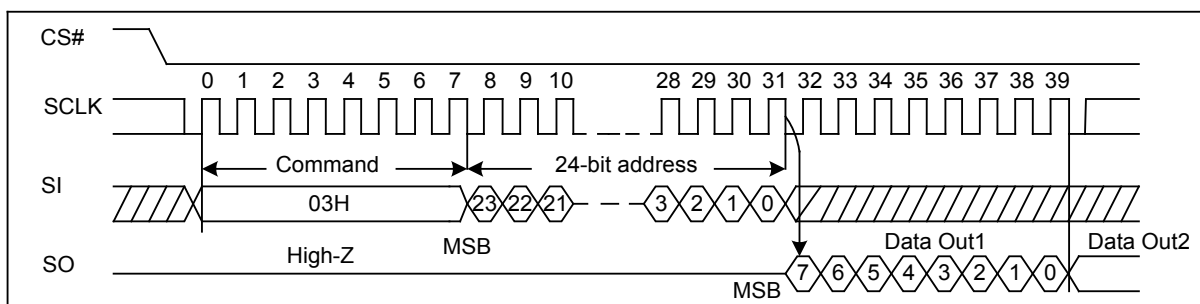 CS#
0 1 2 3 4 5 6 7 8 9 10 28 29 30 31 32 33 34 35 36 37 38 39
SCLK
Command 24-bit address
SI 03H 23 22 21 3 2 1 0
High-Z MSB Data Out1 Data Out2
SO 7 6 5 4 3 2 1 0
MSB